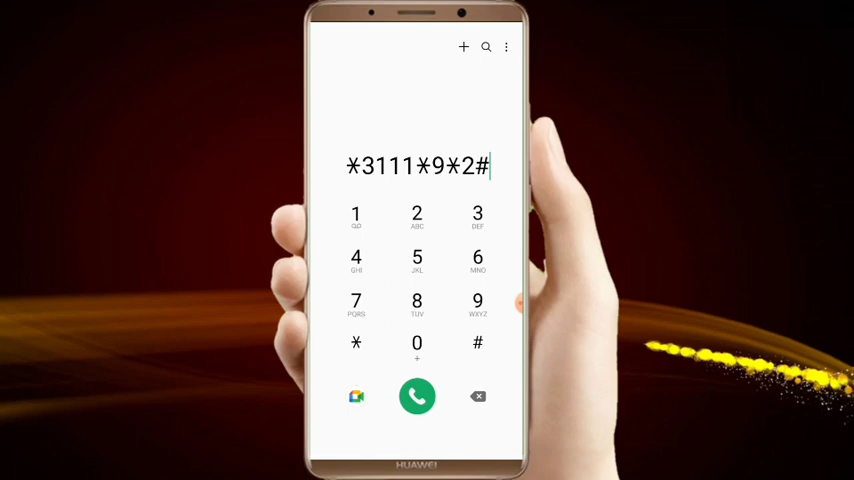 *3111*9*2#
1 2 3
ABC DEF
4 5 6
GHI JKL MNO
7 8 9
PQRS TUV WXYZ
* 0 #
+
HUAWEI